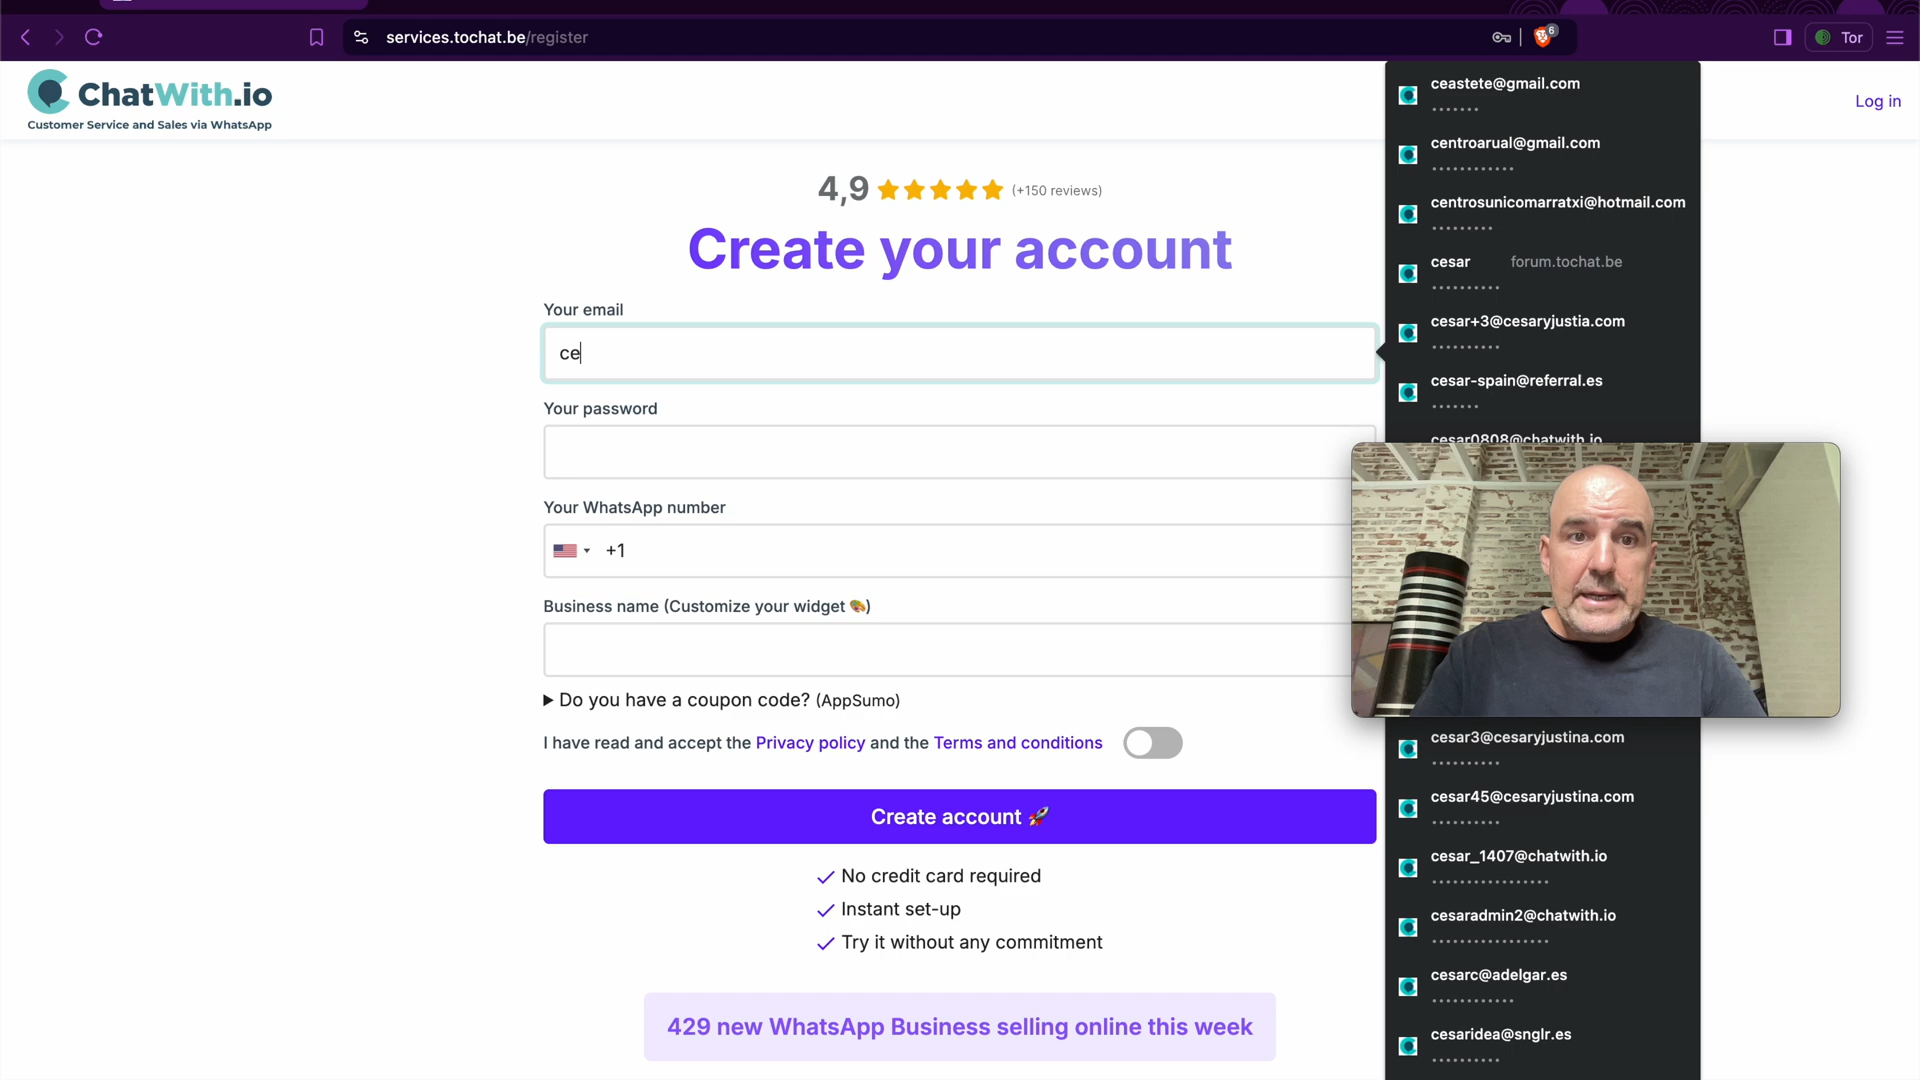 services.tochat.be/register
6
Tor
ChatWith.io
Customer Service and Sales via WhatsApp
Log in
4,9
(+150 reviews)
Create your account
Your email
ce
Your password
Your WhatsApp number
+1
Business name (Customize your widget 🎨)
Do you have a coupon code? (AppSumo)
I have read and accept the Privacy policy and the Terms and conditions
Create account 🚀
No credit card required
Instant set-up
Try it without any commitment
429 new WhatsApp Business selling online this week
ceastete@gmail.com
centroarual@gmail.com
centrosunicomarratxi@hotmail.com
cesar forum.tochat.be
cesar+3@cesaryjustia.com
cesar-spain@referral.es
cesar0808@chatwith.io
cesar3@cesaryjustina.com
cesar45@cesaryjustina.com
cesar_1407@chatwith.io
cesaradmin2@chatwith.io
cesarc@adelgar.es
cesaridea@snglr.es